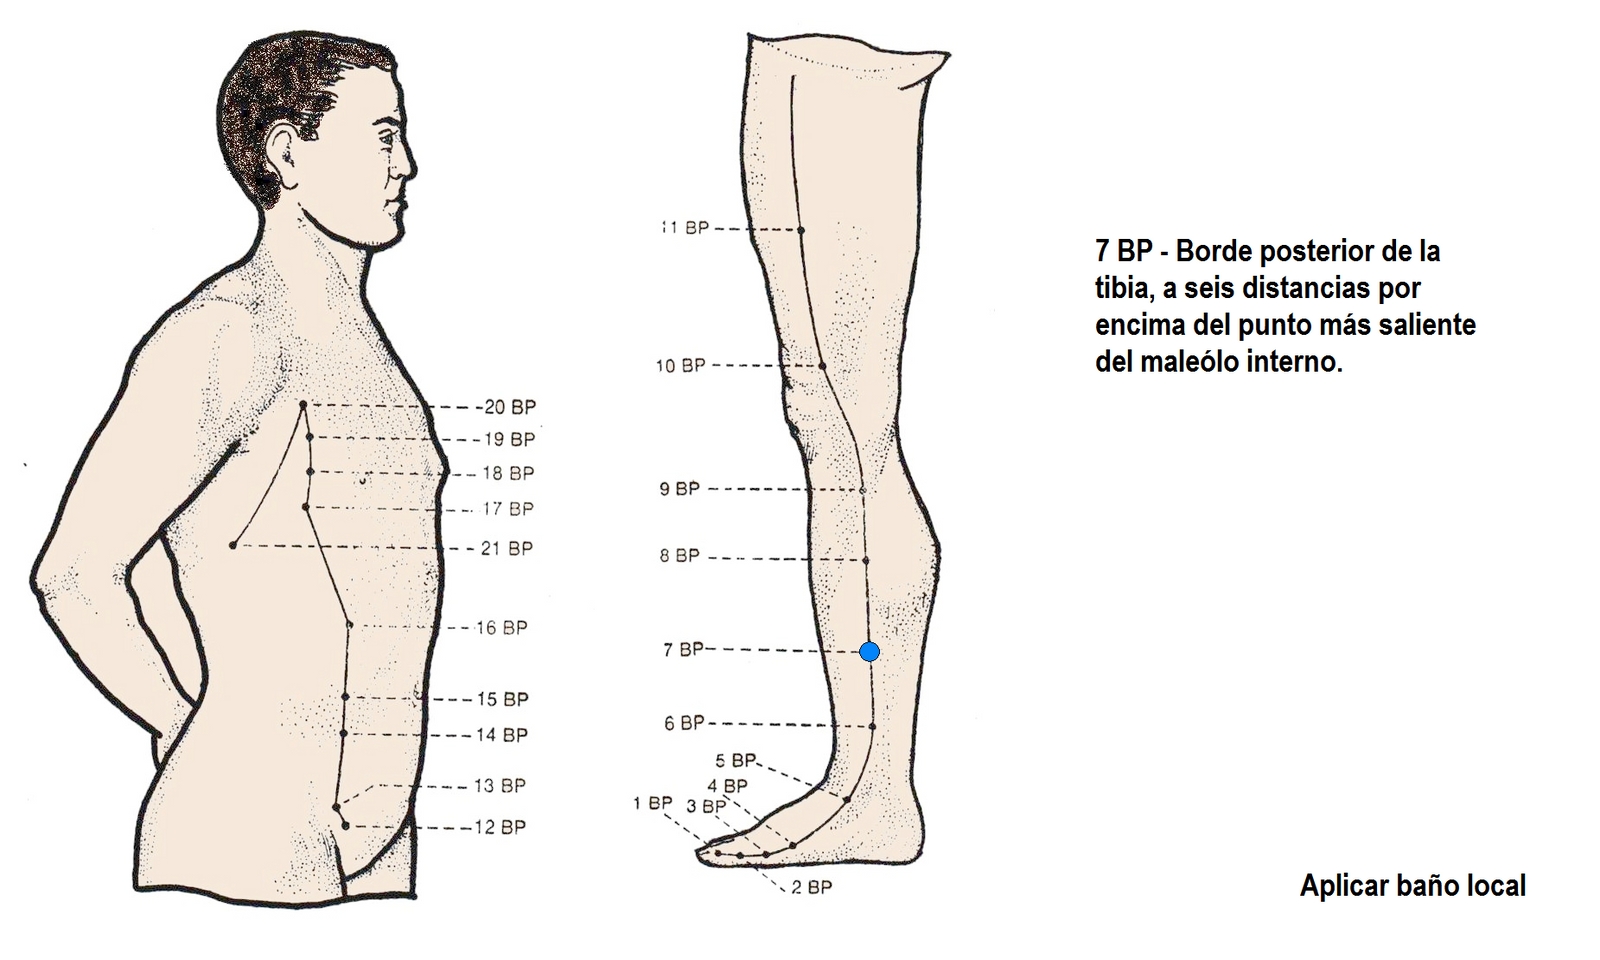 11 BP
10 BP
9 BP
8 BP
7 BP
6 BP
5 BP
4 BP
1 BP 3 BP
2 BP
20 BP
19 BP
18 BP
17 BP
21 BP
16 BP
15 BP
14 BP
13 BP
12 BP
7 BP - Borde posterior de la
tibia, a seis distancias por
encima del punto más saliente
del maleólo interno.
Aplicar baño local